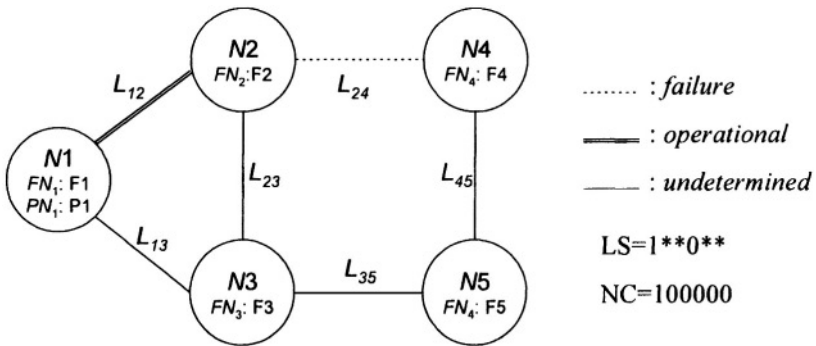 N1
FN₁: F1
PN₁: P1
L₁₂
N2
FN₂:F2
L₂₄
N4
FN₄: F4
L₂₃
L₄₅
L₁₃
N3
FN₃: F3
L₃₅
N5
FN₄: F5
: failure
: operational
: undetermined
LS=1**0**
NC=100000